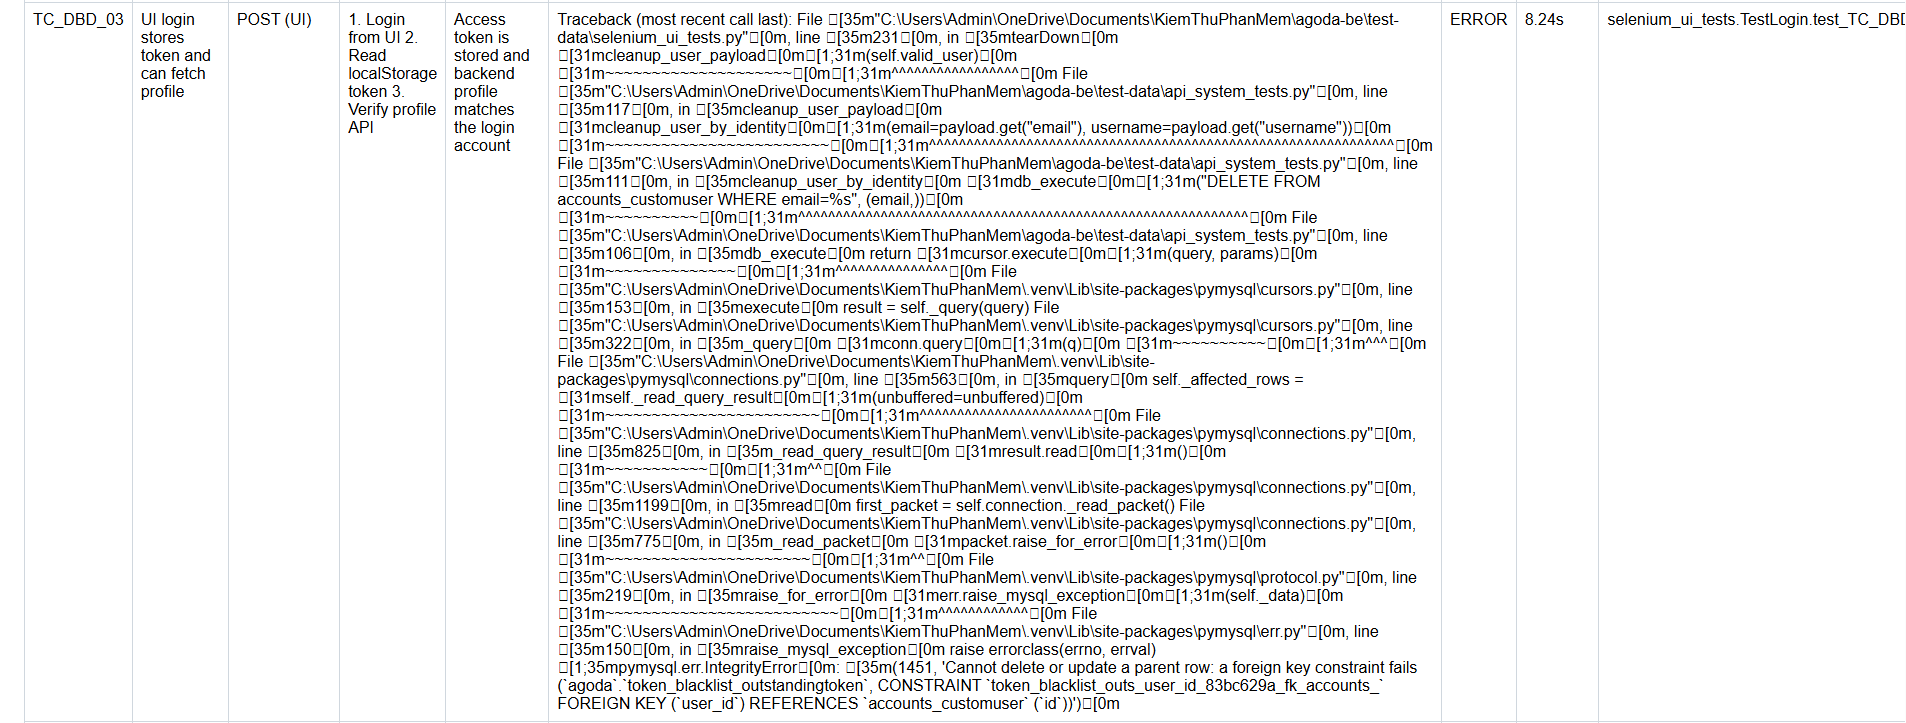 TC_DBD_03
UI login
stores
token and
can fetch
profile
POST (UI)
1. Login
from UI 2.
Read
localStorage
token 3.
Verify profile
API
Access
token is
stored and
backend
profile
matches
the login
account
Traceback (most recent call last): File □[35m"C:\Users\Admin\OneDrive\Documents\KiemThuPhanMem\agoda-be\test-
data\selenium_ui_tests.py"□[0m, line □[35m231□[0m, in □[35mtearDown□[0m
□[31mcleanup_user_payload□[0m□[1;31m(self.valid_user)□[0m
□[31m~~~~~~~~~~~~~~~~~~~~□[0m□[1;31m^^^^^^^^^^^^^^^^^□[0m File
□[35m"C:\Users\Admin\OneDrive\Documents\KiemThuPhanMem\agoda-be\test-data\api_system_tests.py"□[0m, line
□[35m117□[0m, in □[35mcleanup_user_payload□[0m
□[31mcleanup_user_by_identity□[0m□[1;31m(email=payload.get("email"), username=payload.get("username"))□[0m
□[31m~~~~~~~~~~~~~~~~~~~~~~~~□[0m□[1;31m^^^^^^^^^^^^^^^^^^^^^^^^^^^^^^^^^^^^^^^^^^^^^^^^^^^^^^^^^^^^^^□[0m
File □[35m"C:\Users\Admin\OneDrive\Documents\KiemThuPhanMem\agoda-be\test-data\api_system_tests.py"□[0m, line
□[35m111□[0m, in □[35mcleanup_user_by_identity□[0m □[31mdb_execute□[0m□[1;31m("DELETE FROM
accounts_customuser WHERE email=%s", (email,))□[0m
□[31m~~~~~~~~~~□[0m□[1;31m^^^^^^^^^^^^^^^^^^^^^^^^^^^^^^^^^^^^^^^^^^^^^^^^^^^^^^^^^^^^□[0m File
□[35m"C:\Users\Admin\OneDrive\Documents\KiemThuPhanMem\agoda-be\test-data\api_system_tests.py"□[0m, line
□[35m106□[0m, in □[35mdb_execute□[0m return □[31mcursor.execute□[0m□[1;31m(query, params)□[0m
□[31m~~~~~~~~~~~~~~□[0m□[1;31m^^^^^^^^^^^^^^^□[0m File
□[35m"C:\Users\Admin\OneDrive\Documents\KiemThuPhanMem\.venv\Lib\site-packages\pymysql\cursors.py"□[0m, line
□[35m153□[0m, in □[35mexecute□[0m result = self._query(query) File
□[35m"C:\Users\Admin\OneDrive\Documents\KiemThuPhanMem\.venv\Lib\site-packages\pymysql\cursors.py"□[0m, line
□[35m322□[0m, in □[35m_query□[0m □[31mconn.query□[0m□[1;31m(q)□[0m □[31m~~~~~~~~~~□[0m□[1;31m^^^□[0m
File □[35m"C:\Users\Admin\OneDrive\Documents\KiemThuPhanMem\.venv\Lib\site-
packages\pymysql\connections.py"□[0m, line □[35m563□[0m, in □[35mquery□[0m self._affected_rows =
□[31mself._read_query_result□[0m□[1;31m(unbuffered=unbuffered)□[0m
□[31m~~~~~~~~~~~~~~~~~~~~~~~□[0m□[1;31m^^^^^^^^^^^^^^^^^^^^^^^□[0m File
□[35m"C:\Users\Admin\OneDrive\Documents\KiemThuPhanMem\.venv\Lib\site-packages\pymysql\connections.py"□[0m,
line □[35m825□[0m, in □[35m_read_query_result□[0m □[31mresult.read□[0m□[1;31m()□[0m
□[31m~~~~~~~~~~~□[0m□[1;31m^^□[0m File
□[35m"C:\Users\Admin\OneDrive\Documents\KiemThuPhanMem\.venv\Lib\site-packages\pymysql\connections.py"□[0m,
line □[35m1199□[0m, in □[35mread□[0m first_packet = self.connection._read_packet() File
□[35m"C:\Users\Admin\OneDrive\Documents\KiemThuPhanMem\.venv\Lib\site-packages\pymysql\connections.py"□[0m,
line □[35m775□[0m, in □[35m_read_packet□[0m □[31mpacket.raise_for_error□[0m□[1;31m()□[0m
□[31m~~~~~~~~~~~~~~~~~~~~~~□[0m□[1;31m^^□[0m File
□[35m"C:\Users\Admin\OneDrive\Documents\KiemThuPhanMem\.venv\Lib\site-packages\pymysql\protocol.py"□[0m, line
□[35m219□[0m, in □[35mraise_for_error□[0m □[31merr.raise_mysql_exception□[0m□[1;31m(self._data)□[0m
□[31m~~~~~~~~~~~~~~~~~~~~~~~~~□[0m□[1;31m^^^^^^^^^^^^□[0m File
□[35m"C:\Users\Admin\OneDrive\Documents\KiemThuPhanMem\.venv\Lib\site-packages\pymysql\err.py"□[0m, line
□[35m150□[0m, in □[35mraise_mysql_exception□[0m raise errorclass(errno, errval)
□[1;35mpymysql.err.IntegrityError□[0m: □[35m(1451, 'Cannot delete or update a parent row: a foreign key constraint fails
(`agoda`.`token_blacklist_outstandingtoken`, CONSTRAINT `token_blacklist_outs_user_id_83bc629a_fk_accounts_`
FOREIGN KEY (`user_id`) REFERENCES `accounts_customuser` (`id`))')□[0m
ERROR
8.24s
selenium_ui_tests.TestLogin.test_TC_DBD